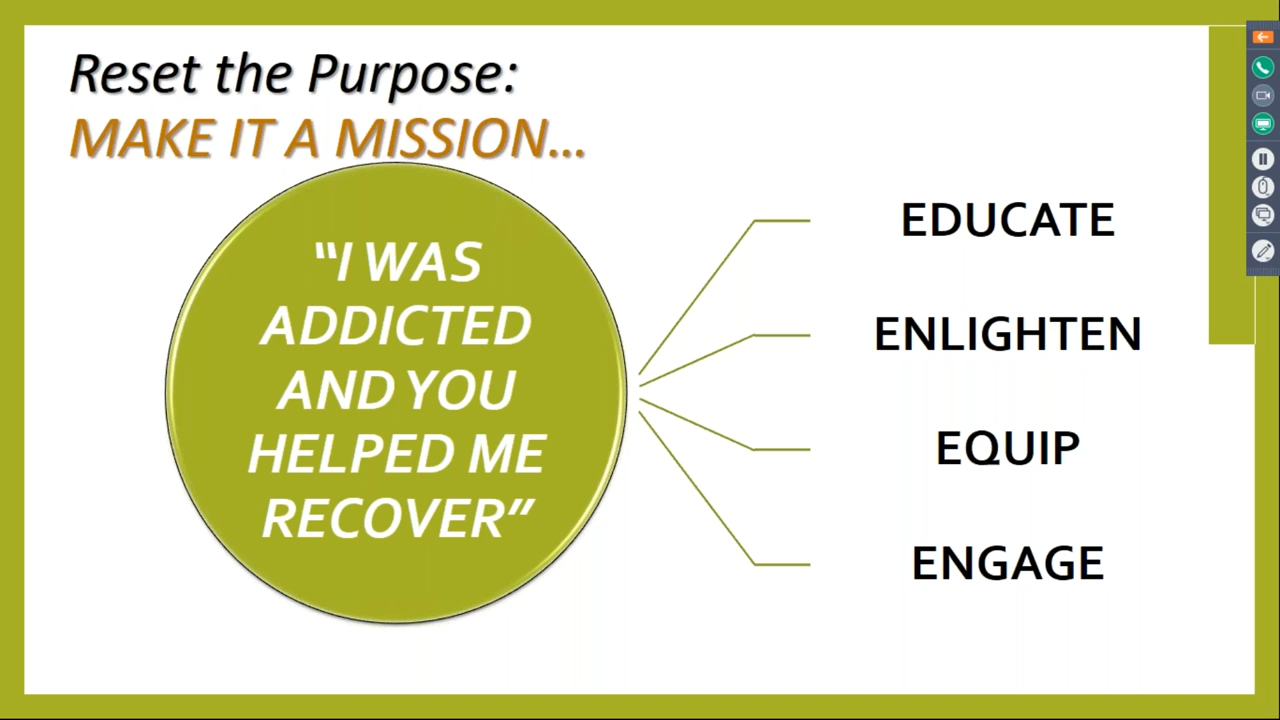 Reset the Purpose:
MAKE IT A MISSION...
“I WAS
ADDICTED
AND YOU
HELPED ME
RECOVER”
EDUCATE
ENLIGHTEN
EQUIP
ENGAGE